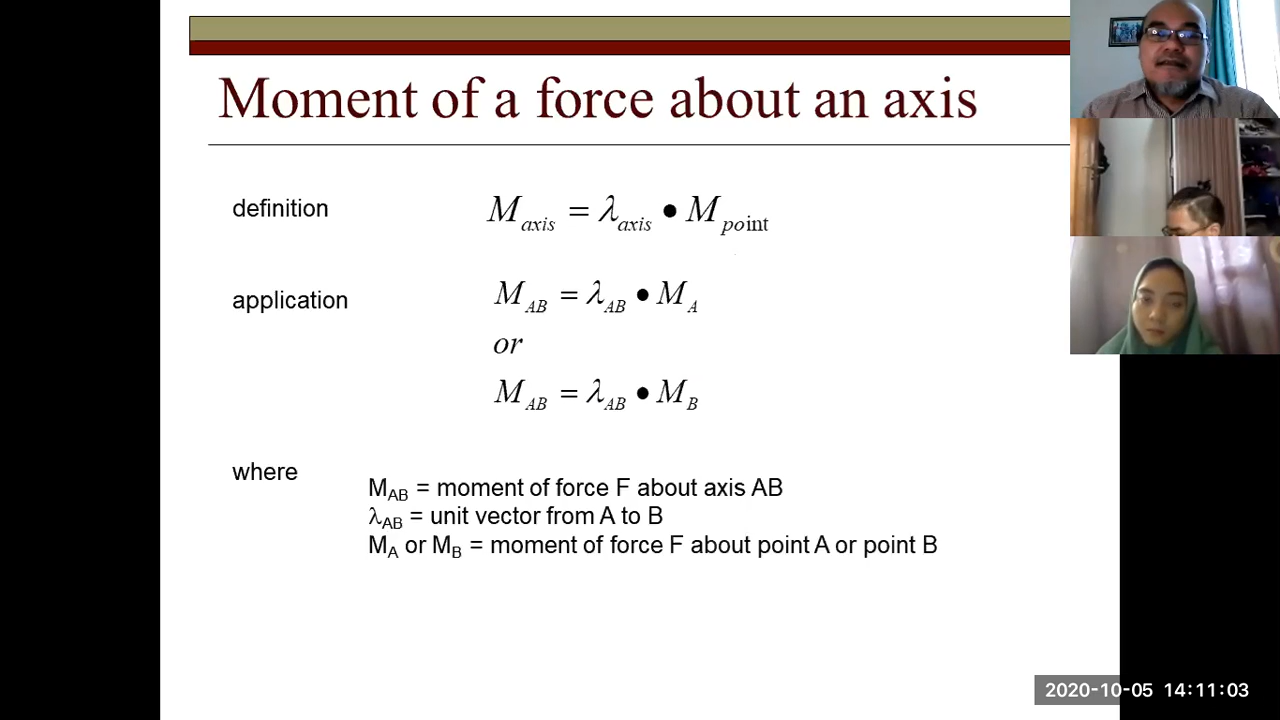 Moment of a force about an axis
definition
M_axis = λ_axis • M_point
application
M_AB = λ_AB • M_A
or
M_AB = λ_AB • M_B
where
M_AB = moment of force F about axis AB
λ_AB = unit vector from A to B
M_A or M_B = moment of force F about point A or point B
2020-10-05 14:11:03